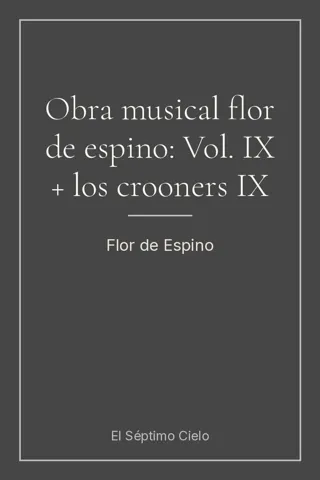 Obra musical flor
de espino: Vol. IX
+ los crooners IX
Flor de Espino
El Séptimo Cielo